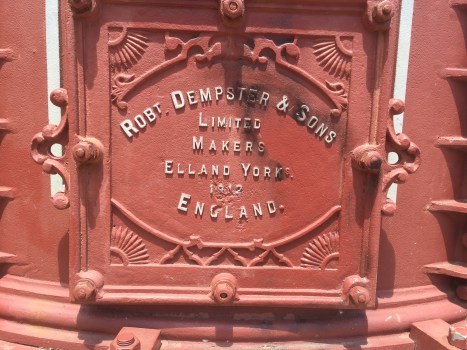 ROBT. DEMPSTER & SONS
LIMITED
MAKERS
ELLAND YORKS.
1912
ENGLAND.